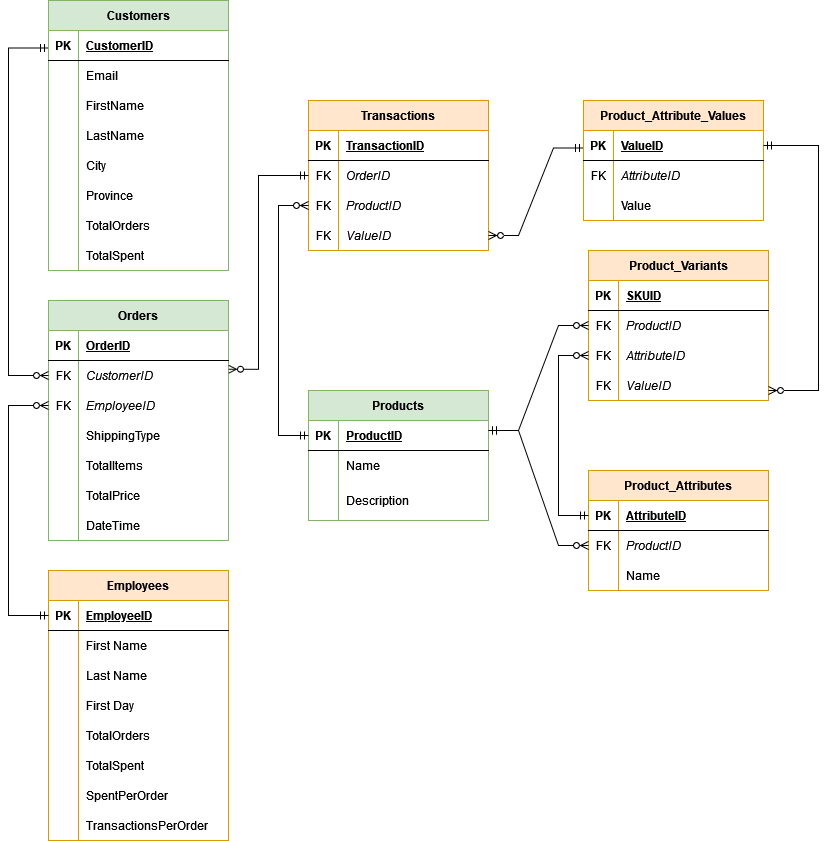 Customers
PK CustomerID
Email
FirstName
LastName
City
Province
TotalOrders
TotalSpent
Orders
PK OrderID
FK CustomerID
FK EmployeeID
ShippingType
TotalItems
TotalPrice
DateTime
Employees
PK EmployeeID
First Name
Last Name
First Day
TotalOrders
TotalSpent
SpentPerOrder
TransactionsPerOrder
Transactions
PK TransactionID
FK OrderID
FK ProductID
FK ValueID
Products
PK ProductID
Name
Description
Product_Attribute_Values
PK ValueID
FK AttributeID
Value
Product_Variants
PK SKUID
FK ProductID
FK AttributeID
FK ValueID
Product_Attributes
PK AttributeID
FK ProductID
Name